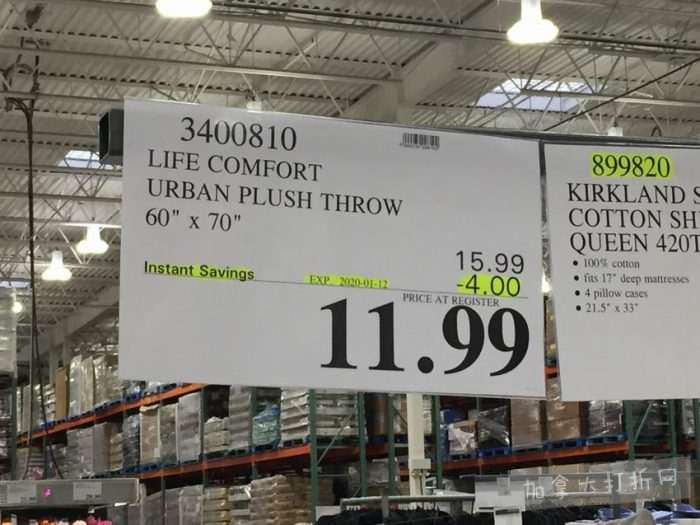 3400810
LIFE COMFORT
URBAN PLUSH THROW
60" x 70"
15.99
Instant Savings EXP. 2020-01-12 -4.00
PRICE AT REGISTER
11.99
899820
KIRKLAND S
COTTON SH
QUEEN 420T
• 100% cotton
• fits 17" deep mattresses
• 4 pillow cases
• 21.5" x 33"
加拿大打折网